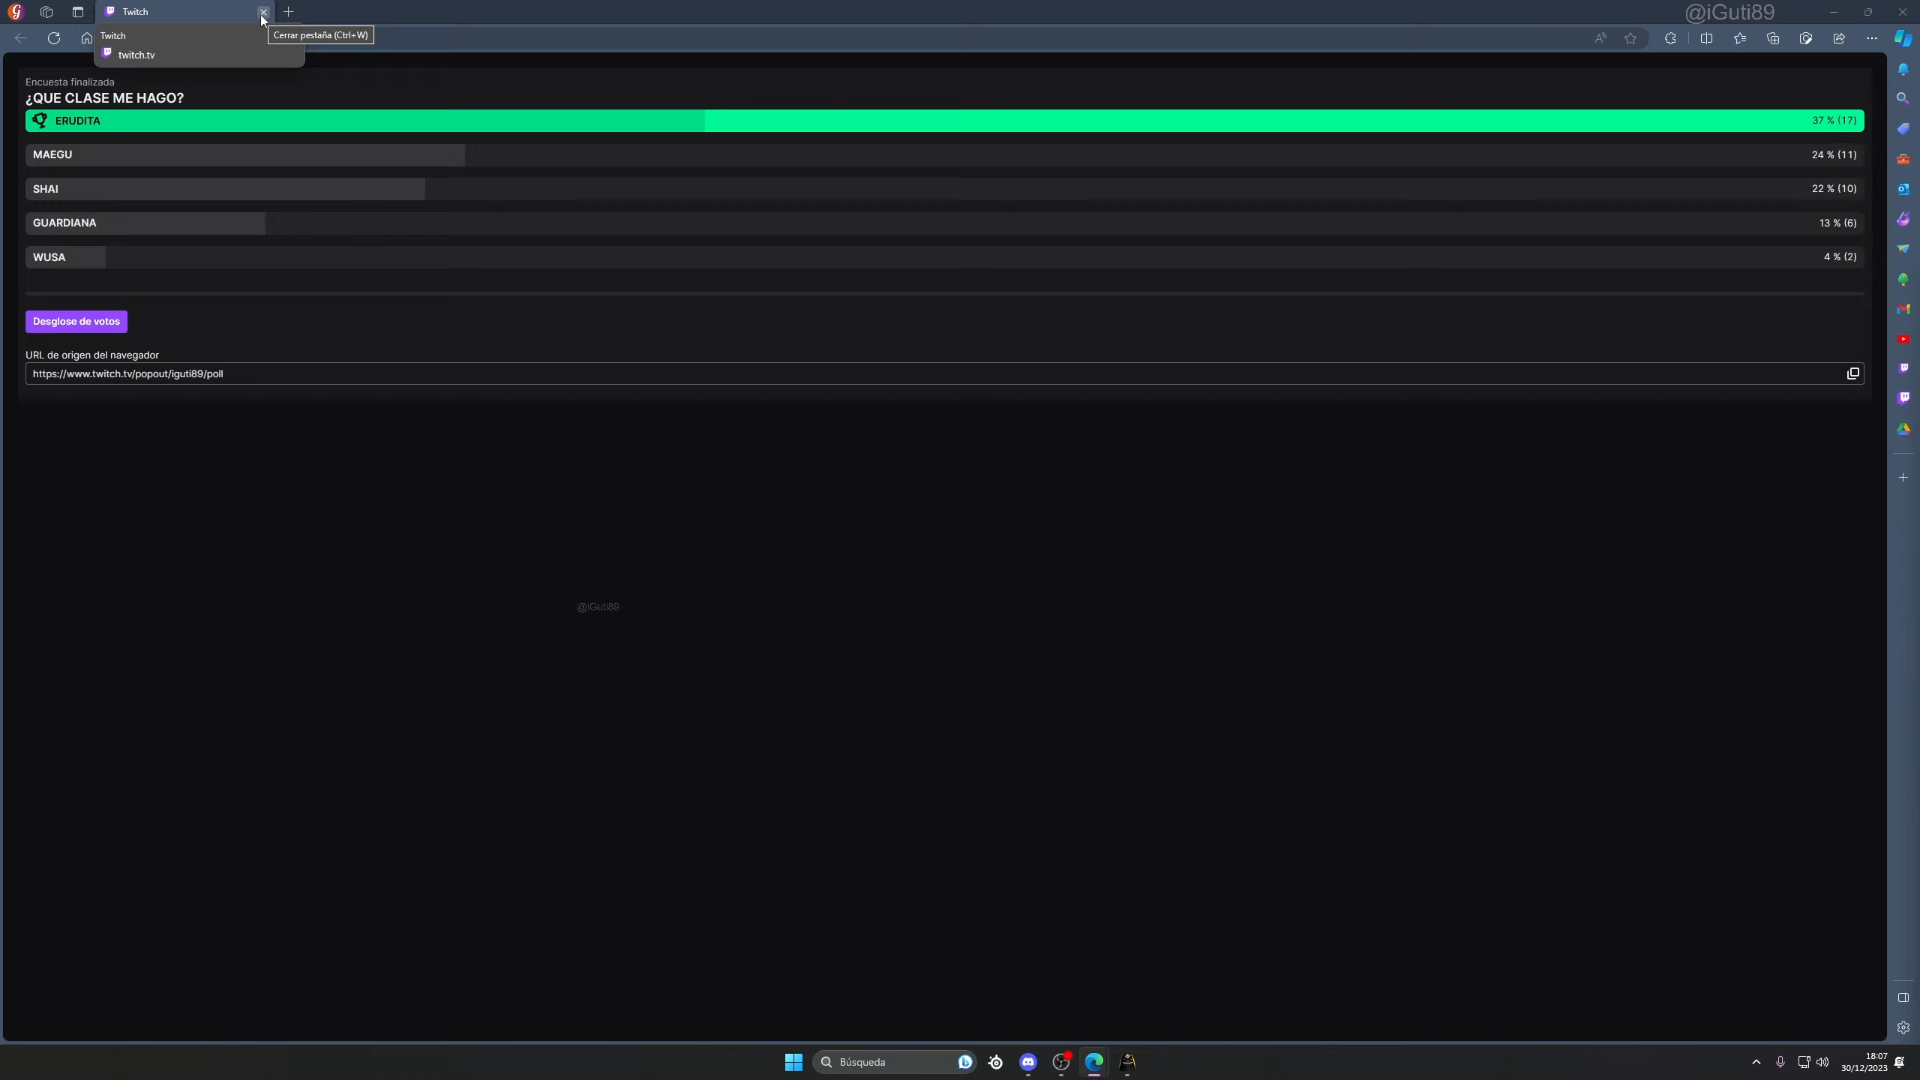 Twitch
@iGuti89
Cerrar pestaña (Ctrl+W)
Twitch
twitch.tv
Encuesta finalizada
¿QUE CLASE ME HAGO?
ERUDITA 37 % (17)
MAEGU 24 % (11)
SHAI 22 % (10)
GUARDIANA 13 % (6)
WUSA 4 % (2)
Desglose de votos
URL de origen del navegador
https://www.twitch.tv/popout/iguti89/poll
@iGuti89
Búsqueda
18:07
30/12/2023